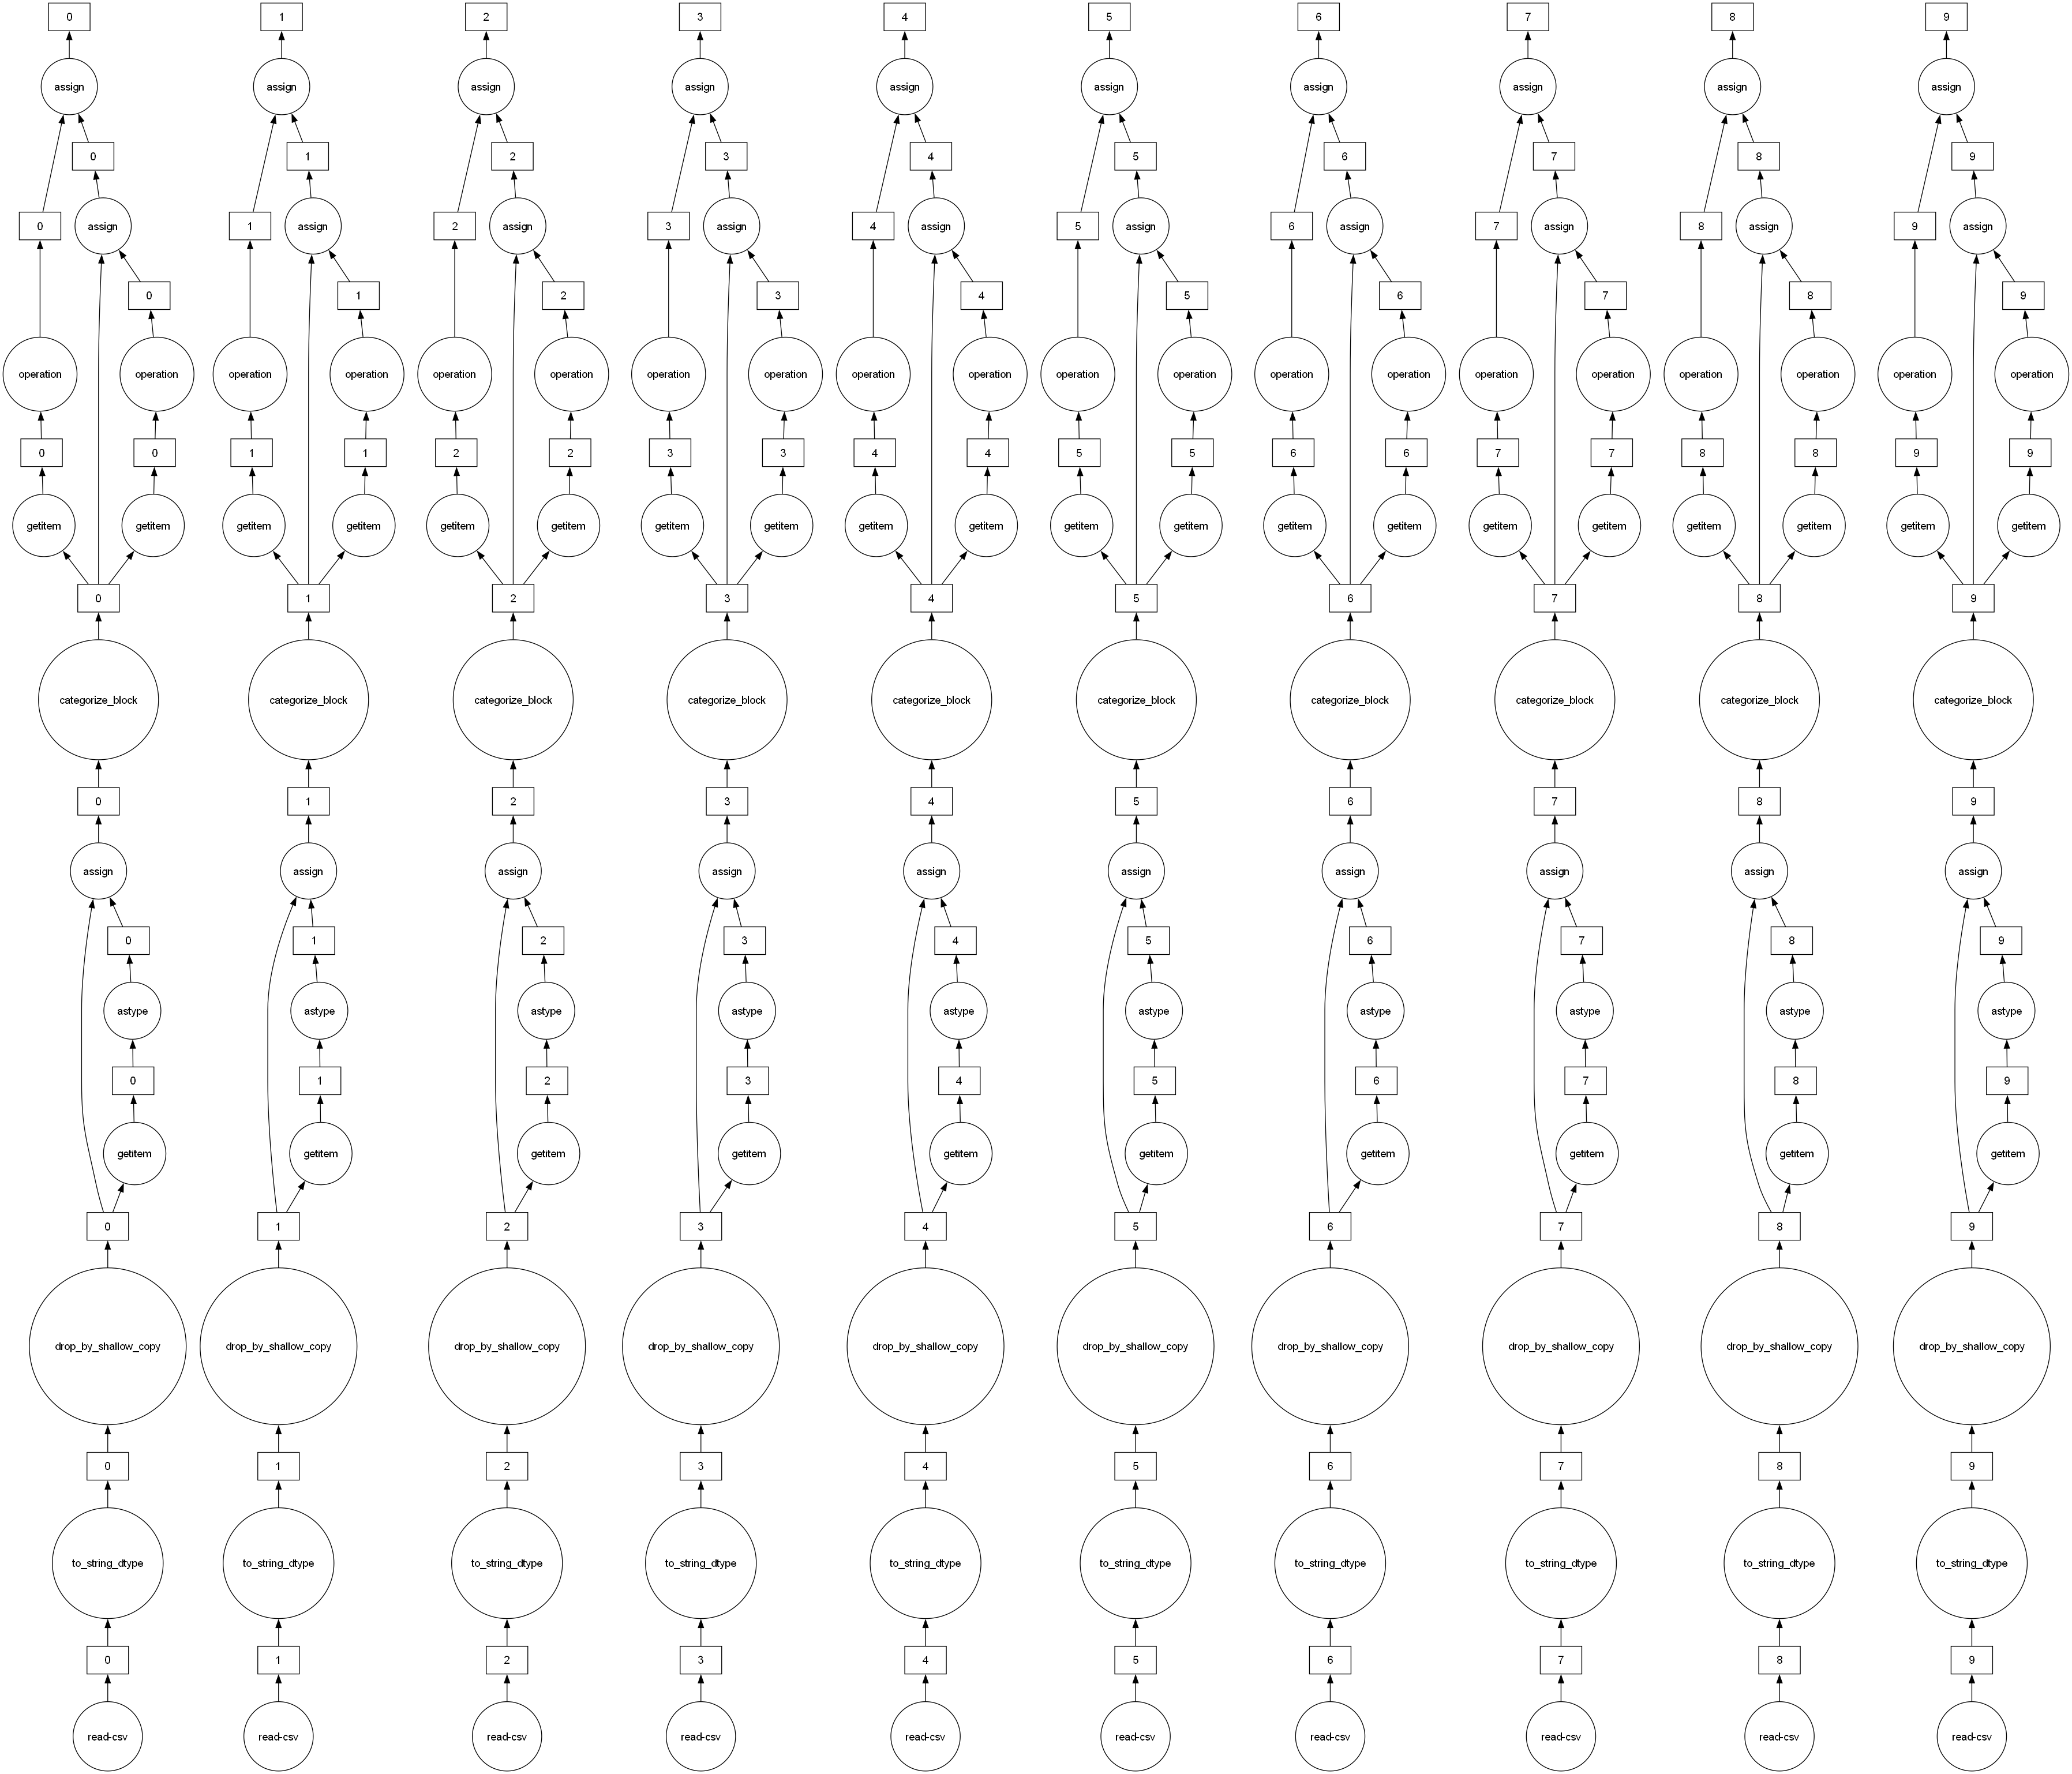 0 1 2 3 4 5 6 7 8 9
assign assign assign assign assign assign assign assign assign assign
0 1 2 3 4 5 6 7 8 9
0 assign 1 assign 2 assign 3 assign 4 assign 5 assign 6 assign 7 assign 8 assign 9 assign
0 1 2 3 4 5 6 7 8 9
operation operation operation operation operation operation operation operation operation operation operation operation operation operation operation operation operation operation operation operation
0 0 1 1 2 2 3 3 4 4 5 5 6 6 7 7 8 8 9 9
getitem getitem getitem getitem getitem getitem getitem getitem getitem getitem getitem getitem getitem getitem getitem getitem getitem getitem getitem getitem
0 1 2 3 4 5 6 7 8 9
categorize_block categorize_block categorize_block categorize_block categorize_block categorize_block categorize_block categorize_block categorize_block categorize_block
0 1 2 3 4 5 6 7 8 9
assign assign assign assign assign assign assign assign assign assign
0 1 2 3 4 5 6 7 8 9
astype astype astype astype astype astype astype astype astype astype
0 1 2 3 4 5 6 7 8 9
getitem getitem getitem getitem getitem getitem getitem getitem getitem getitem
0 1 2 3 4 5 6 7 8 9
drop_by_shallow_copy drop_by_shallow_copy drop_by_shallow_copy drop_by_shallow_copy drop_by_shallow_copy drop_by_shallow_copy drop_by_shallow_copy drop_by_shallow_copy drop_by_shallow_copy drop_by_shallow_copy
0 1 2 3 4 5 6 7 8 9
to_string_dtype to_string_dtype to_string_dtype to_string_dtype to_string_dtype to_string_dtype to_string_dtype to_string_dtype to_string_dtype to_string_dtype
0 1 2 3 4 5 6 7 8 9
read-csv read-csv read-csv read-csv read-csv read-csv read-csv read-csv read-csv read-csv